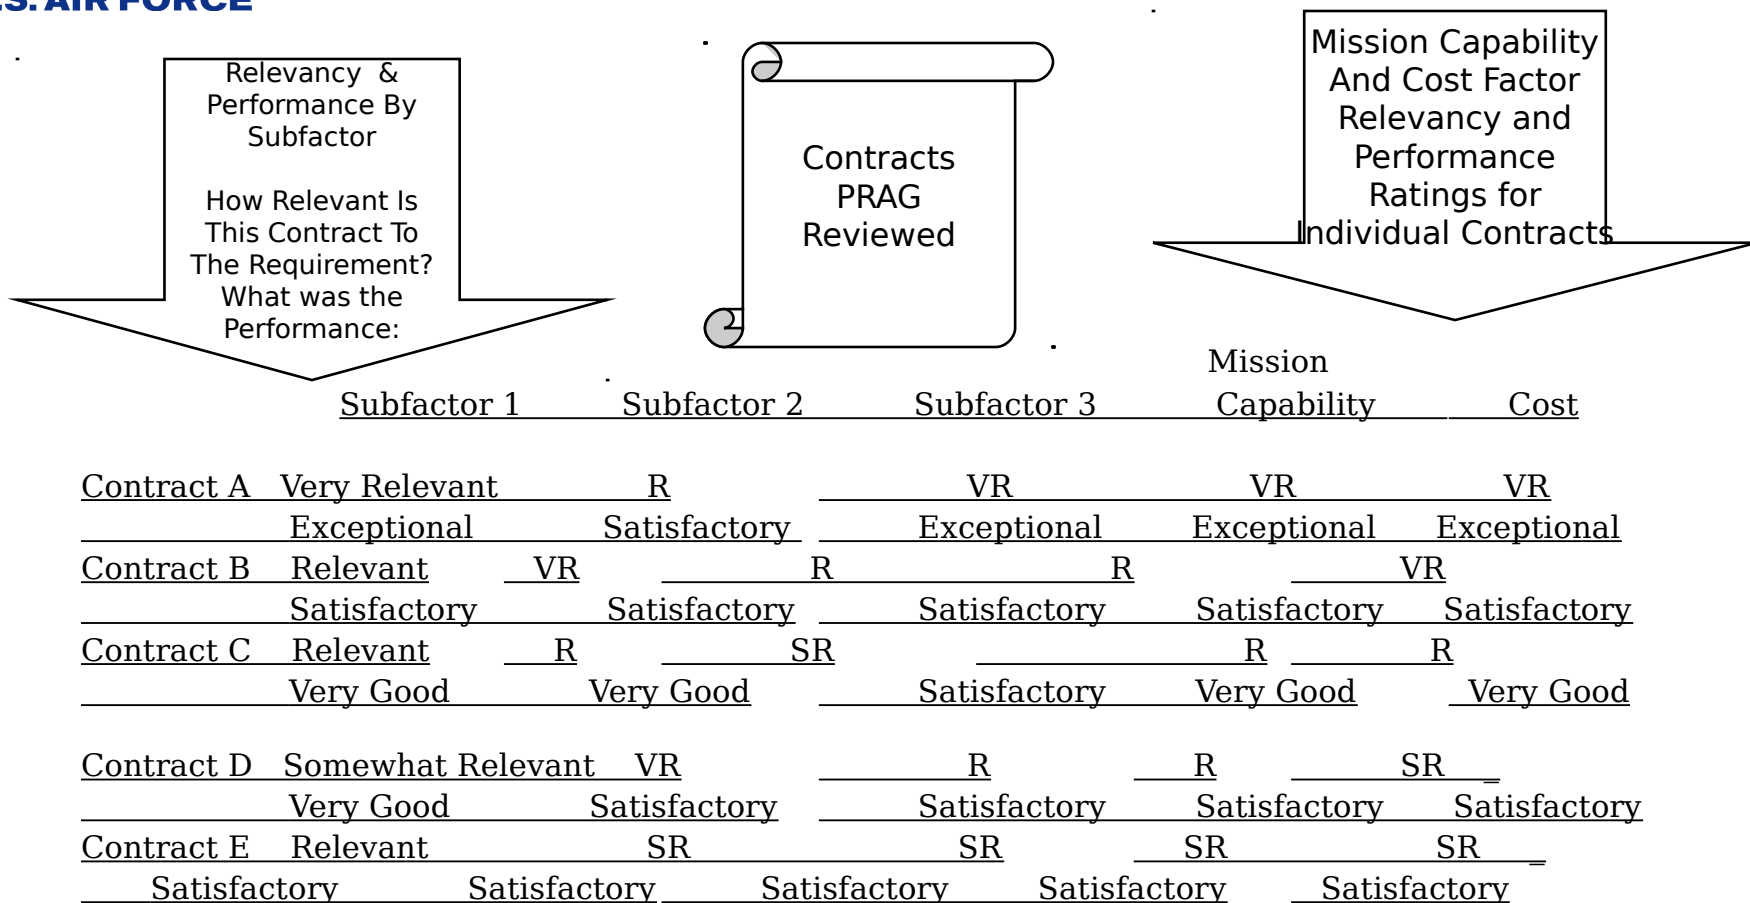 S. AIR FORCE
Relevancy &
Performance By
Subfactor
How Relevant Is
This Contract To
The Requirement?
What was the
Performance:
Contracts
PRAG
Reviewed
Mission Capability
And Cost Factor
Relevancy and
Performance
Ratings for
Individual Contracts
Mission
Subfactor 1 Subfactor 2 Subfactor 3 Capability Cost
Contract A Very Relevant R VR VR VR
Exceptional Satisfactory Exceptional Exceptional Exceptional
Contract B Relevant VR R R VR
Satisfactory Satisfactory Satisfactory Satisfactory Satisfactory
Contract C Relevant R SR R R
Very Good Very Good Satisfactory Very Good Very Good
Contract D Somewhat Relevant VR R R SR
Very Good Satisfactory Satisfactory Satisfactory Satisfactory
Contract E Relevant SR SR SR SR
Satisfactory Satisfactory Satisfactory Satisfactory Satisfactory